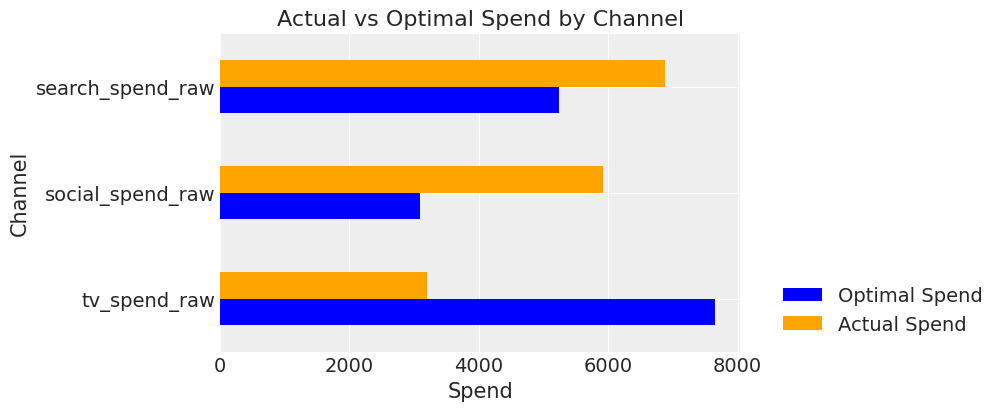 Actual vs Optimal Spend by Channel
search_spend_raw
social_spend_raw
tv_spend_raw
Channel
0 2000 4000 6000 8000
Spend
Optimal Spend
Actual Spend